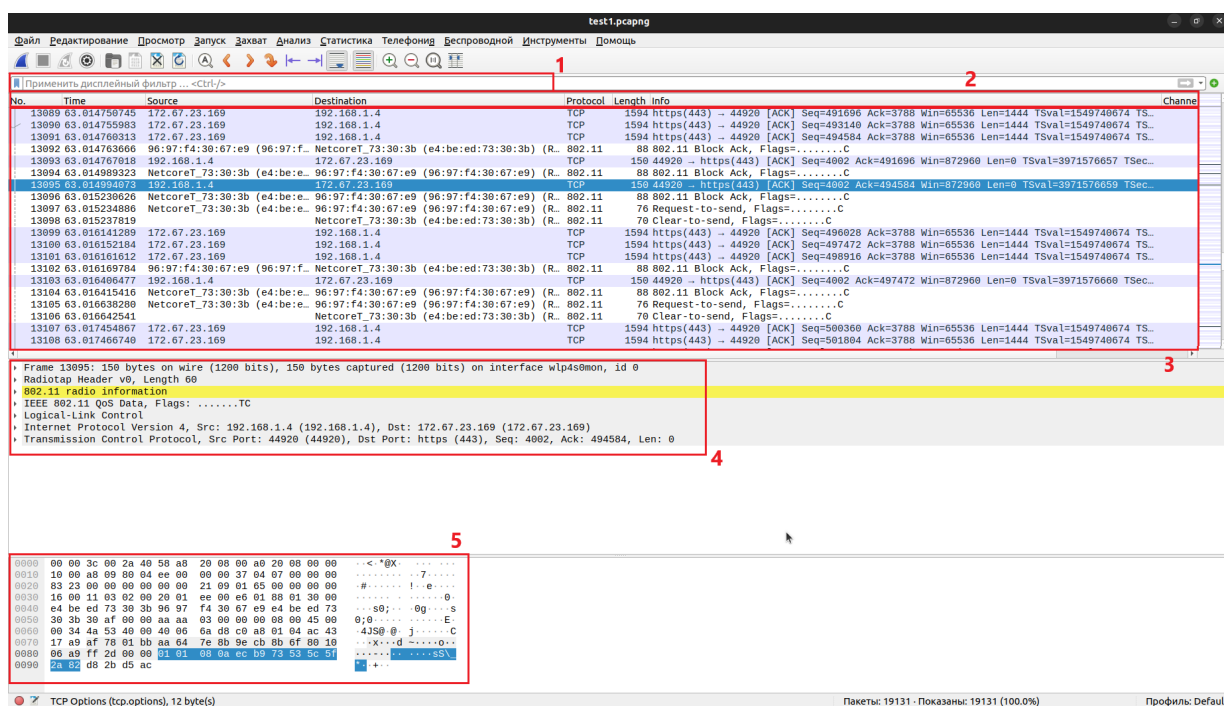 test1.pcapng
Файл Редактирование Просмотр Запуск Захват Анализ Статистика Телефония Беспроводной Инструменты Помощь
1
Применить дисплейный фильтр … <Ctrl-/>
2
No. Time Source Destination Protocol Length Info Channe
13089 63.014750745 172.67.23.169 192.168.1.4 TCP 1594 https(443) → 44920 [ACK] Seq=491696 Ack=3788 Win=65536 Len=1444 TSval=1549740674 TS…
13090 63.014755983 172.67.23.169 192.168.1.4 TCP 1594 https(443) → 44920 [ACK] Seq=493140 Ack=3788 Win=65536 Len=1444 TSval=1549740674 TS…
13091 63.014760313 172.67.23.169 192.168.1.4 TCP 1594 https(443) → 44920 [ACK] Seq=494584 Ack=3788 Win=65536 Len=1444 TSval=1549740674 TS…
13092 63.014763666 96:97:f4:30:67:e9 (96:97:f… NetcoreT_73:30:3b (e4:be:ed:73:30:3b) (R… 802.11 88 802.11 Block Ack, Flags=........C
13093 63.014767018 192.168.1.4 172.67.23.169 TCP 150 44920 → https(443) [ACK] Seq=4002 Ack=491696 Win=872960 Len=0 TSval=3971576657 TSec…
13094 63.014989323 NetcoreT_73:30:3b (e4:be:e… 96:97:f4:30:67:e9 (96:97:f4:30:67:e9) (R… 802.11 88 802.11 Block Ack, Flags=........C
13095 63.014994073 192.168.1.4 172.67.23.169 TCP 150 44920 → https(443) [ACK] Seq=4002 Ack=494584 Win=872960 Len=0 TSval=3971576659 TSec…
13096 63.015230626 NetcoreT_73:30:3b (e4:be:e… 96:97:f4:30:67:e9 (96:97:f4:30:67:e9) (R… 802.11 88 802.11 Block Ack, Flags=........C
13097 63.015234886 NetcoreT_73:30:3b (e4:be:e… 96:97:f4:30:67:e9 (96:97:f4:30:67:e9) (R… 802.11 76 Request-to-send, Flags=........C
13098 63.015237819 NetcoreT_73:30:3b (e4:be:ed:73:30:3b) (R… 802.11 70 Clear-to-send, Flags=........C
13099 63.016141289 172.67.23.169 192.168.1.4 TCP 1594 https(443) → 44920 [ACK] Seq=496028 Ack=3788 Win=65536 Len=1444 TSval=1549740674 TS…
13100 63.016152184 172.67.23.169 192.168.1.4 TCP 1594 https(443) → 44920 [ACK] Seq=497472 Ack=3788 Win=65536 Len=1444 TSval=1549740674 TS…
13101 63.016161612 172.67.23.169 192.168.1.4 TCP 1594 https(443) → 44920 [ACK] Seq=498916 Ack=3788 Win=65536 Len=1444 TSval=1549740674 TS…
13102 63.016169784 96:97:f4:30:67:e9 (96:97:f… NetcoreT_73:30:3b (e4:be:ed:73:30:3b) (R… 802.11 88 802.11 Block Ack, Flags=........C
13103 63.016406477 192.168.1.4 172.67.23.169 TCP 150 44920 → https(443) [ACK] Seq=4002 Ack=497472 Win=872960 Len=0 TSval=3971576660 TSec…
13104 63.016415416 NetcoreT_73:30:3b (e4:be:e… 96:97:f4:30:67:e9 (96:97:f4:30:67:e9) (R… 802.11 88 802.11 Block Ack, Flags=........C
13105 63.016638280 NetcoreT_73:30:3b (e4:be:e… 96:97:f4:30:67:e9 (96:97:f4:30:67:e9) (R… 802.11 76 Request-to-send, Flags=........C
13106 63.016642541 NetcoreT_73:30:3b (e4:be:ed:73:30:3b) (R… 802.11 70 Clear-to-send, Flags=........C
13107 63.017454867 172.67.23.169 192.168.1.4 TCP 1594 https(443) → 44920 [ACK] Seq=500360 Ack=3788 Win=65536 Len=1444 TSval=1549740674 TS…
13108 63.017466740 172.67.23.169 192.168.1.4 TCP 1594 https(443) → 44920 [ACK] Seq=501804 Ack=3788 Win=65536 Len=1444 TSval=1549740674 TS…
3
Frame 13095: 150 bytes on wire (1200 bits), 150 bytes captured (1200 bits) on interface wlp4s0mon, id 0
Radiotap Header v0, Length 60
802.11 radio information
IEEE 802.11 QoS Data, Flags: .......TC
Logical-Link Control
Internet Protocol Version 4, Src: 192.168.1.4 (192.168.1.4), Dst: 172.67.23.169 (172.67.23.169)
Transmission Control Protocol, Src Port: 44920 (44920), Dst Port: https (443), Seq: 4002, Ack: 494584, Len: 0
4
5
0000 00 00 3c 00 2a 40 58 a8 20 08 00 a0 20 08 00 00 ··<·*@X· ··· ···
0010 10 00 a8 09 80 04 ee 00 00 00 37 04 07 00 00 00 ········ ··7·····
0020 83 23 00 00 00 00 00 00 21 09 01 65 00 00 00 00 ·#······ !··e····
0030 16 00 11 03 02 00 20 01 ee 00 e6 01 88 01 30 00 ······ · ······0·
0040 e4 be ed 73 30 3b 96 97 f4 30 67 e9 e4 be ed 73 ···s0;·· ·0g····s
0050 30 3b 30 af 00 00 aa aa 03 00 00 00 08 00 45 00 0;0····· ······E·
0060 00 34 4a 53 40 00 40 06 6a d8 c0 a8 01 04 ac 43 ·4JS@·@· j······C
0070 17 a9 af 78 01 bb aa 64 7e 8b 9e cb 8b 6f 80 10 ···x···d ~····o··
0080 06 a9 ff 2d 00 00 01 01 08 0a ec b9 73 53 5c 5f ···-···· ····sS\_
0090 2a 82 d8 2b d5 ac *··+··
TCP Options (tcp.options), 12 byte(s) Пакеты: 19131 · Показаны: 19131 (100.0%) Профиль: Defaul